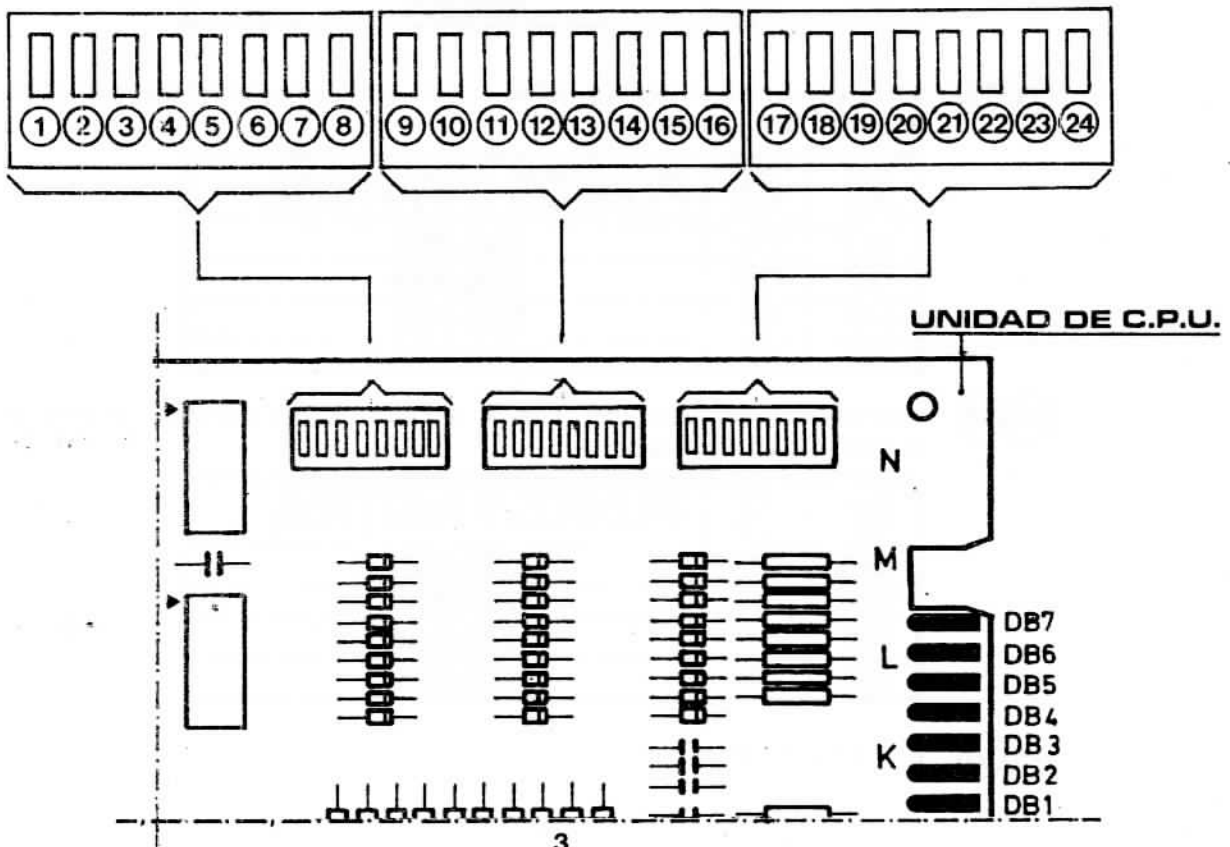 1 2 3 4 5 6 7 8 9 10 11 12 13 14 15 16 17 18 19 20 21 22 23 24
UNIDAD DE C.P.U.
N
M
DB7
L DB6
DB5
DB4
K DB3
DB2
DB1
3